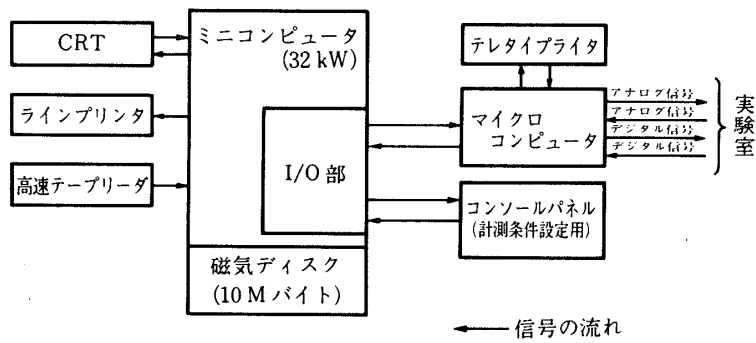 CRT
ラインプリンタ
高速テープリーダ
ミニコンピュータ
(32 kW)
I/O 部
磁気ディスク
(10 M バイト)
テレタイプライタ
マイクロ
コンピュータ
アナログ信号
アナログ信号
デジタル信号
デジタル信号
実験室
コンソールパネル
(計測条件設定用)
信号の流れ